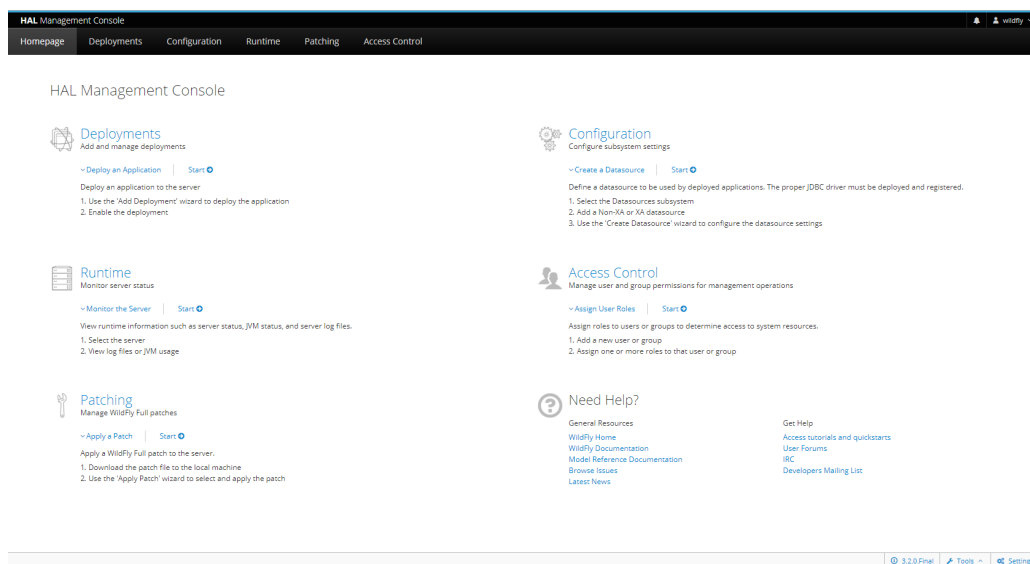 HAL Management Console
wildfly
Homepage Deployments Configuration Runtime Patching Access Control
HAL Management Console
Deployments
Add and manage deployments
Deploy an Application Start
Deploy an application to the server
1. Use the 'Add Deployment' wizard to deploy the application
2. Enable the deployment
Configuration
Configure subsystem settings
Create a Datasource Start
Define a datasource to be used by deployed applications. The proper JDBC driver must be deployed and registered.
1. Select the Datasources subsystem
2. Add a Non-XA or XA datasource
3. Use the 'Create Datasource' wizard to configure the datasource settings
Runtime
Monitor server status
Monitor the Server Start
View runtime information such as server status, JVM status, and server log files.
1. Select the server
2. View log files or JVM usage
Access Control
Manage user and group permissions for management operations
Assign User Roles Start
Assign roles to users or groups to determine access to system resources.
1. Add a new user or group
2. Assign one or more roles to that user or group
Patching
Manage WildFly Full patches
Apply a Patch Start
Apply a WildFly Full patch to the server.
1. Download the patch file to the local machine
2. Use the 'Apply Patch' wizard to select and apply the patch
Need Help?
General Resources
WildFly Home
WildFly Documentation
Model Reference Documentation
Browse Issues
Latest News
Get Help
Access tutorials and quickstarts
User Forums
IRC
Developers Mailing List
3.2.0.Final Tools Setting